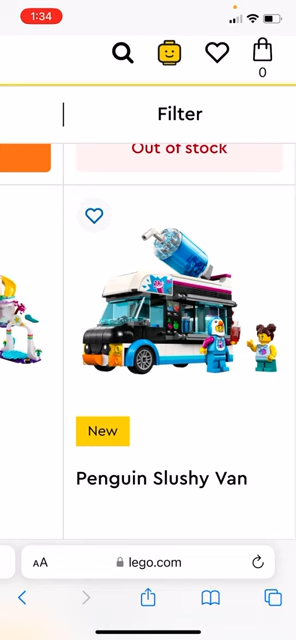 1:34
0
Filter
Out of stock
New
Penguin Slushy Van
AA
lego.com